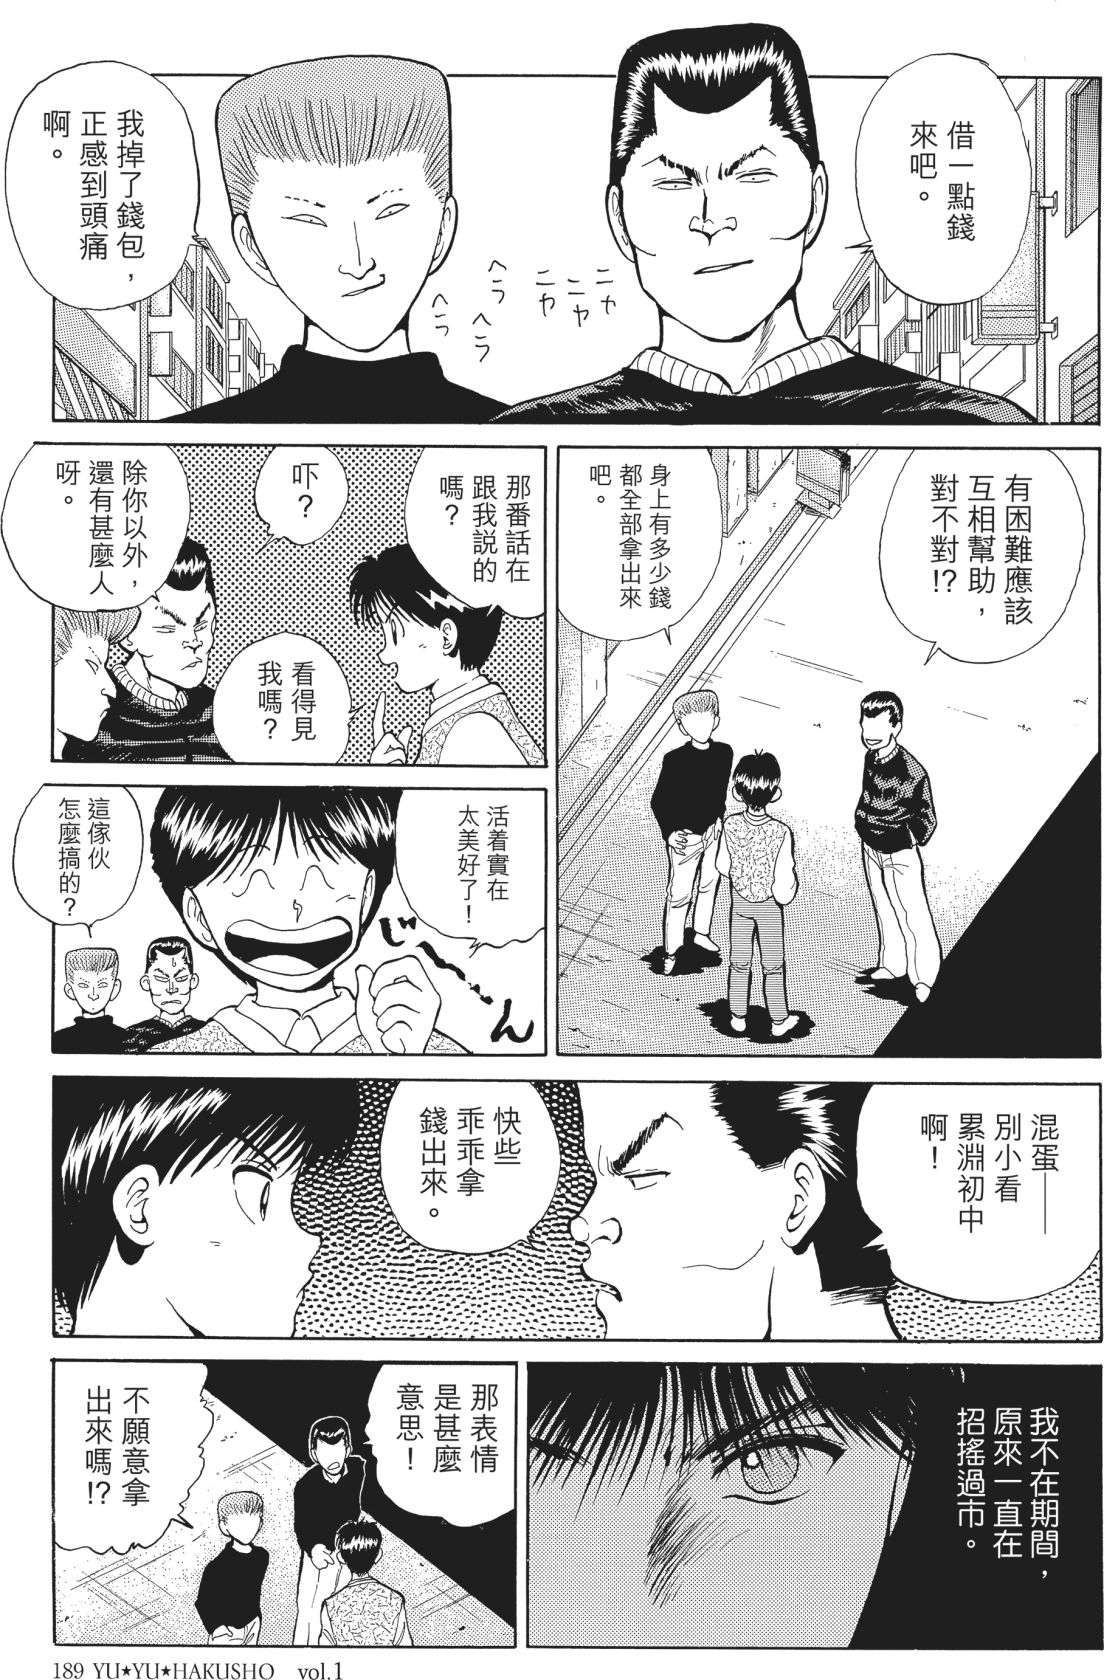 借一點錢
來吧。
我掉了錢包，
正感到頭痛
啊。
ニヤ
ニヤ
ニヤ
ヘラ
ヘラ
ヘラ
有困難應該
互相幫助，
對不對!?
身上有多少錢
都全部拿出來
吧。
那番話在
跟我説的
嗎？
吓？
除你以外，
還有甚麼人
呀。
看得見
我嗎？
活着實在
太美好了！
じ〜ん
這傢伙
怎麼搞的？
混蛋——
別小看
累淵初中
啊！
快些
乖乖拿
錢出來。
我不在期間，
原來一直在
招搖過市。
那表情
是甚麼
意思！
不願意拿
出來嗎!?
189 YU★YU★HAKUSHO vol.1